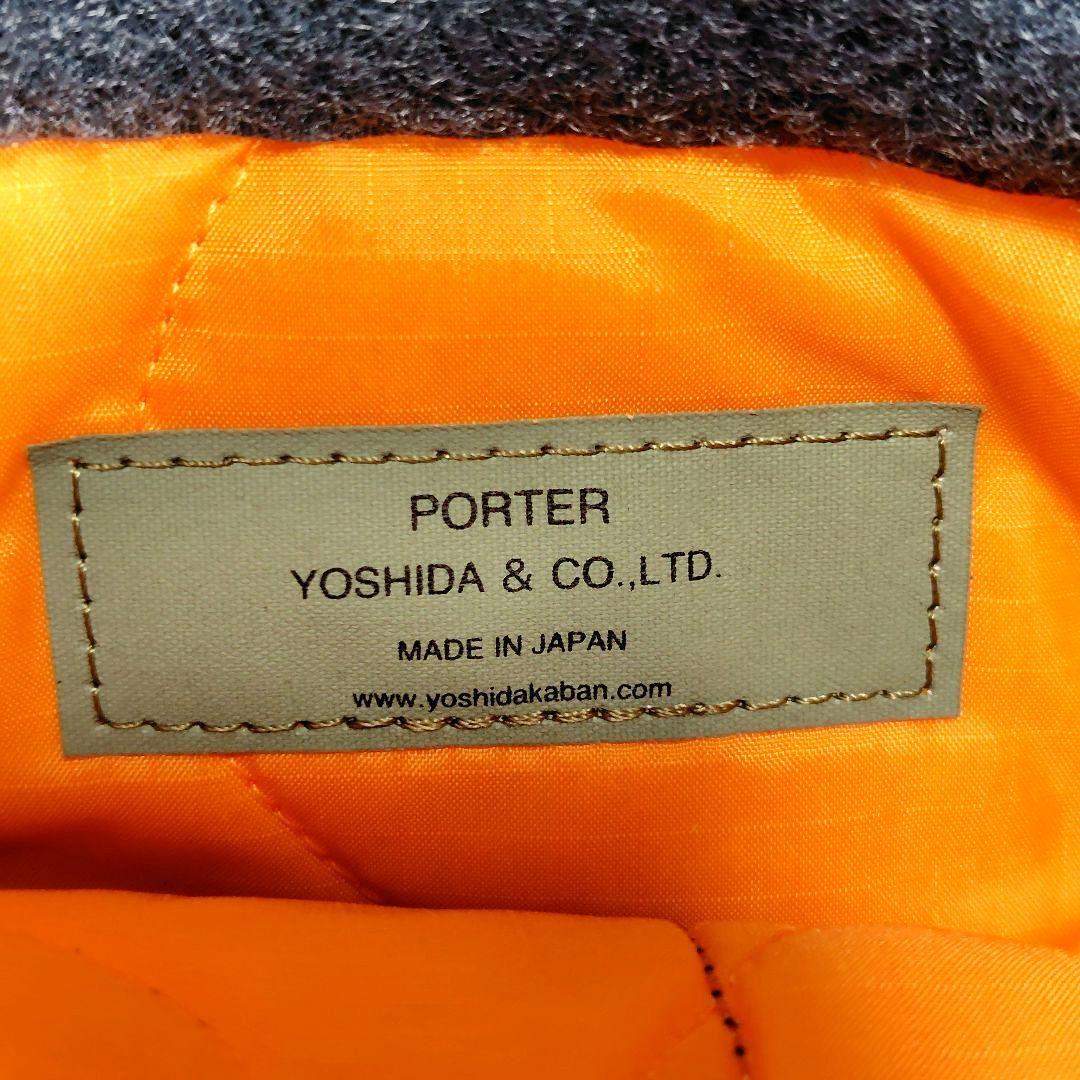 PORTER
YOSHIDA & CO.,LTD.
MADE IN JAPAN
www.yoshidakaban.com